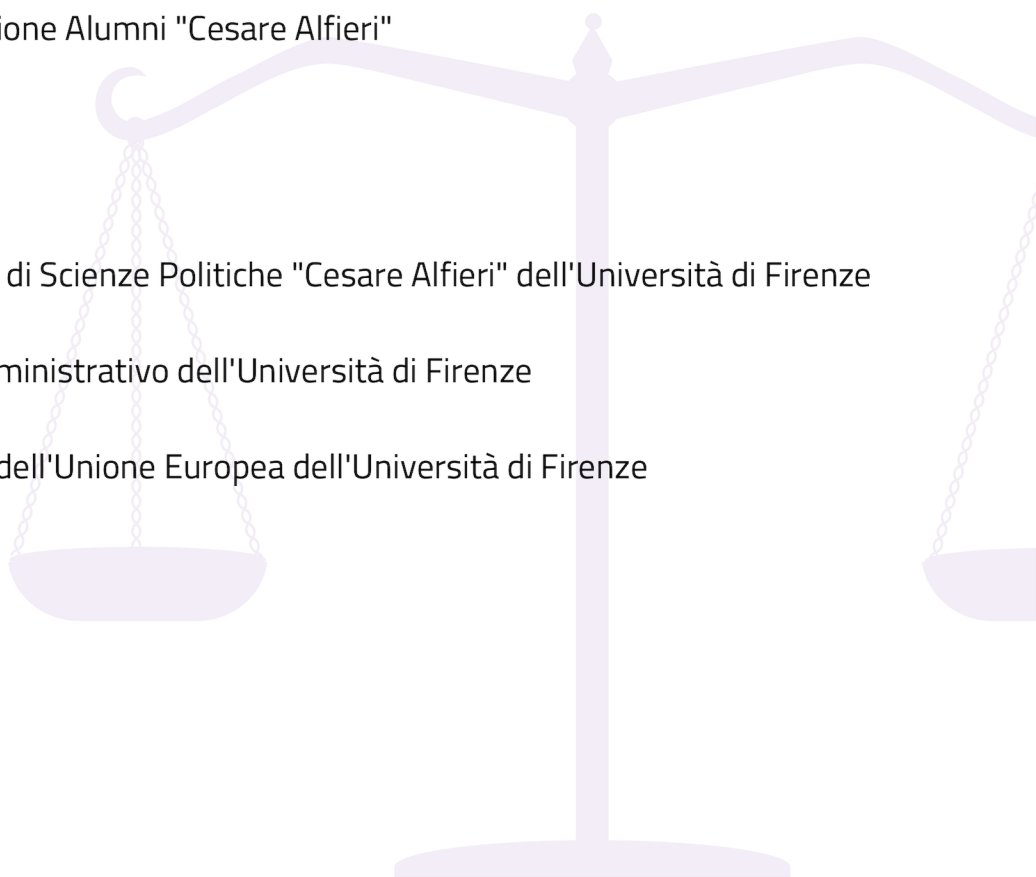 ione Alumni "Cesare Alfieri"
di Scienze Politiche "Cesare Alfieri" dell'Università di Firenze
ministrativo dell'Università di Firenze
dell'Unione Europea dell'Università di Firenze